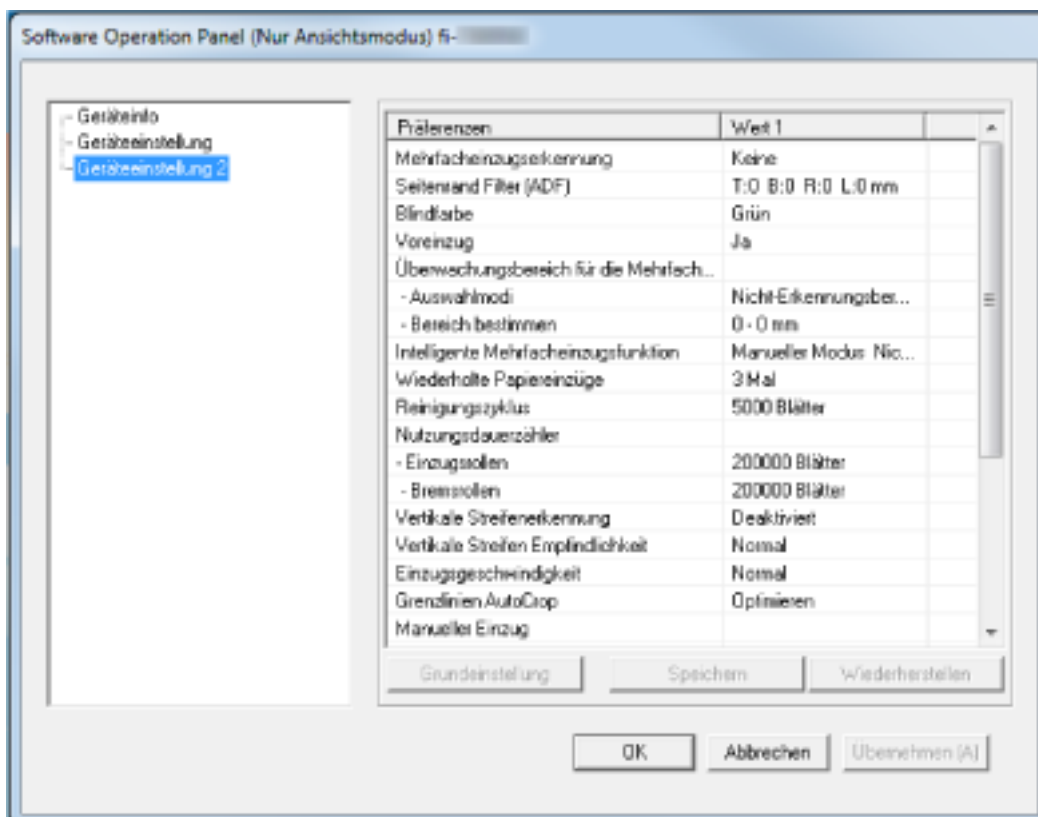 Software Operation Panel (Nur Ansichtsmodus) fi-
Geräteinfo
Geräteeinstellung
Geräteeinstellung 2
Präferenzen Wert 1
Mehrfacheinzugserkennung Keine
Seitenrand Filter (ADF) T:0 B:0 R:0 L:0 mm
Blindfarbe Grün
Voreinzug Ja
Überwachungsbereich für die Mehrfach...
- Auswahlmodi Nicht-Erkennungsber...
- Bereich bestimmen 0 - 0 mm
Intelligente Mehrfacheinzugsfunktion Manueller Modus Nic...
Wiederholte Papiereinzüge 3 Mal
Reinigungszyklus 5000 Blätter
Nutzungsdauerzähler
- Einzugsrollen 200000 Blätter
- Bremsrollen 200000 Blätter
Vertikale Streifenerkennung Deaktiviert
Vertikale Streifen Empfindlichkeit Normal
Einzugsgeschwindigkeit Normal
Grenzlinien AutoCrop Optimieren
Manueller Einzug
Grundeinstellung Speichern Wiederherstellen
OK Abbrechen Übernehmen (A)